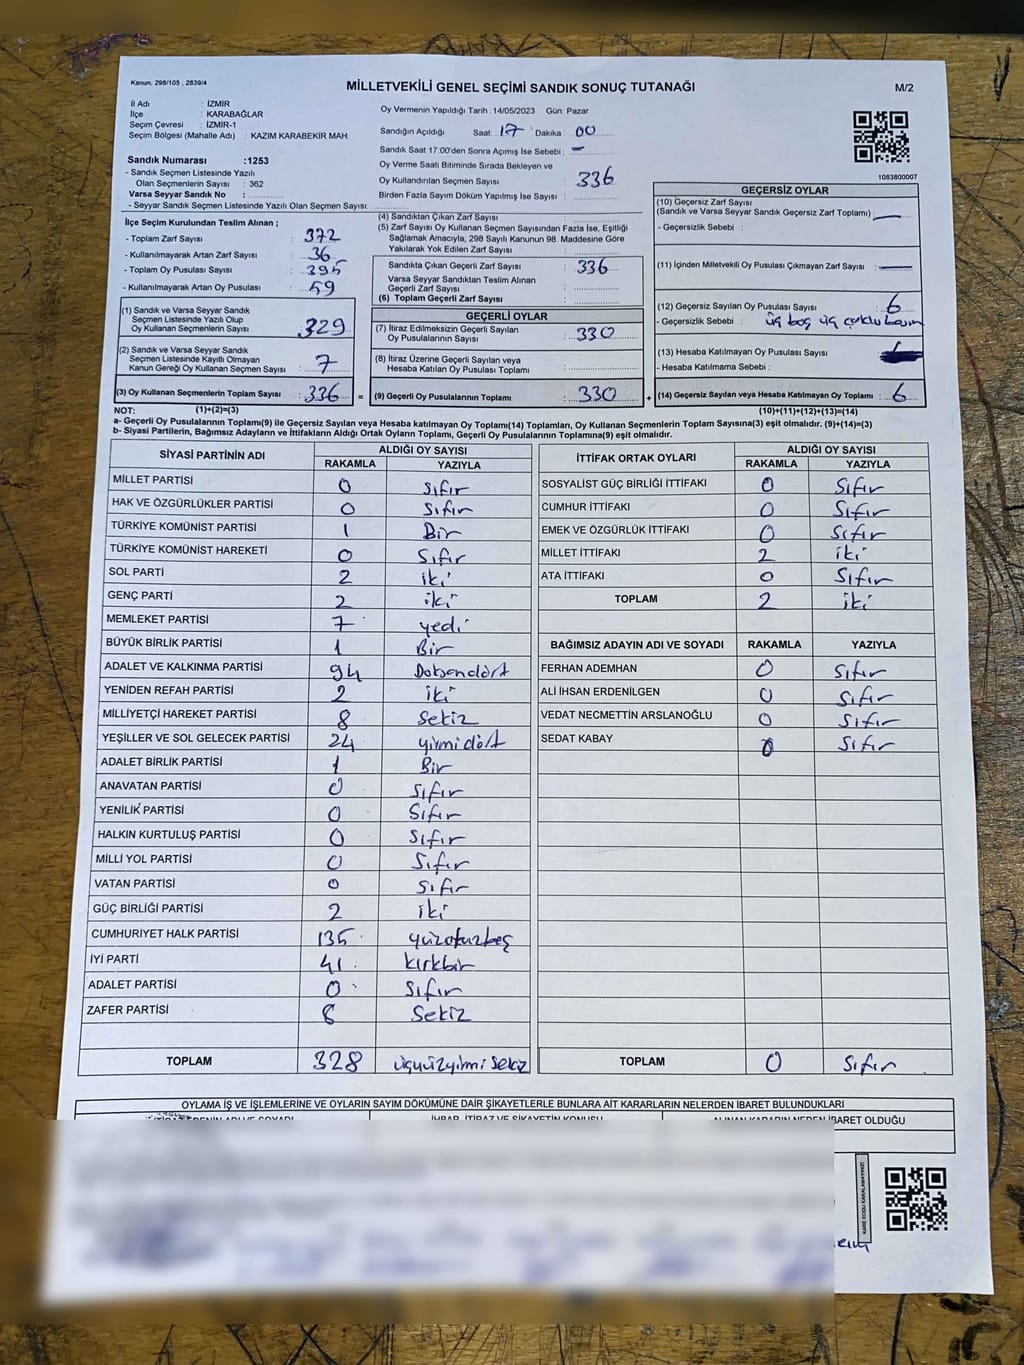 Kanun, 298/105 , 2839/4
MİLLETVEKİLİ GENEL SEÇİMİ SANDIK SONUÇ TUTANAĞI
M/2
İl Adı : İZMİR
İlçe : KARABAĞLAR
Seçim Çevresi : İZMİR-1
Seçim Bölgesi (Mahalle Adı) : KAZIM KARABEKİR MAH.
Sandık Numarası :1253
- Sandık Seçmen Listesinde Yazılı
Olan Seçmenlerin Sayısı : 362
Varsa Seyyar Sandık No :
- Seyyar Sandık Seçmen Listesinde Yazılı Olan Seçmen Sayısı:
Oy Vermenin Yapıldığı Tarih :14/05/2023 Gün: Pazar
Sandığın Açıldığı Saat: 17 Dakika : 00
Sandık Saat 17:00'den Sonra Açımış İse Sebebi : -
Oy Verme Saati Bitiminde Sırada Bekleyen ve
Oy Kullandırılan Seçmen Sayısı : 336
Birden Fazla Sayım Döküm Yapılmış İse Sayısı :
1083800007
İlçe Seçim Kurulundan Teslim Alınan ;
- Toplam Zarf Sayısı : 372
- Kullanılmayarak Artan Zarf Sayısı : 36
- Toplam Oy Pusulası Sayısı : 395
- Kullanılmayarak Artan Oy Pusulası : 59
(1) Sandık ve Varsa Seyyar Sandık
Seçmen Listesinde Yazılı Olup
Oy Kullanan Seçmenlerin Sayısı : 329
(2) Sandık ve Varsa Seyyar Sandık
Seçmen Listesinde Kayıtlı Olmayan
Kanun Gereği Oy Kullanan Seçmen Sayısı : 7
(3) Oy Kullanan Seçmenlerin Toplam Sayısı : 336 =
(4) Sandıktan Çıkan Zarf Sayısı :
(5) Zarf Sayısı Oy Kullanan Seçmen Sayısından Fazla İse, Eşitliği
Sağlamak Amacıyla, 298 Sayılı Kanunun 98. Maddesine Göre
Yakılarak Yok Edilen Zarf Sayısı :
Sandıkta Çıkan Geçerli Zarf Sayısı : 336
Varsa Seyyar Sandıktan Teslim Alınan
Geçerli Zarf Sayısı :
(6) Toplam Geçerli Zarf Sayısı :
GEÇERLİ OYLAR
(7) İtiraz Edilmeksizin Geçerli Sayılan
Oy Pusulasının Sayısı : 330
(8) İtiraz Üzerine Geçerli Sayılan veya
Hesaba Katılan Oy Pusulası Toplamı :
(9) Geçerli Oy Pusulalarının Toplamı : 330 +
GEÇERSİZ OYLAR
(10) Geçersiz Zarf Sayısı
(Sandık ve Varsa Seyyar Sandık Geçersiz Zarf Toplamı) :
- Geçersizlik Sebebi :
(11) İçinden Milletvekili Oy Pusulası Çıkmayan Zarf Sayısı :
(12) Geçersiz Sayılan Oy Pusulası Sayısı : 6
- Geçersizlik Sebebi : üç boş üç
(13) Hesaba Katılmayan Oy Pusulası Sayısı :
- Hesaba Katılmama Sebebi :
(14) Geçersiz Sayılan veya Hesaba Katılmayan Oy Toplamı : 6
NOT: (1)+(2)=(3) (10)+(11)+(12)+(13)=(14)
a- Geçerli Oy Pusulalarının Toplamı(9) ile Geçersiz Sayılan veya Hesaba katılmayan Oy Toplamı(14) Toplamları, Oy Kullanan Seçmenlerin Toplam Sayısına(3) eşit olmalıdır. (9)+(14)=(3)
b- Siyasi Partilerin, Bağımsız Adayların ve İttifakların Aldığı Ortak Oyların Toplamı, Geçerli Oy Pusulalarının Toplamına(9) eşit olmalıdır.
SİYASİ PARTİNİN ADI ALDIĞI OY SAYISI
RAKAMLA YAZIYLA
MİLLET PARTİSİ 0 Sıfır
HAK VE ÖZGÜRLÜKLER PARTİSİ 0 Sıfır
TÜRKİYE KOMÜNİST PARTİSİ 1 Bir
TÜRKİYE KOMÜNİST HAREKETİ 0 Sıfır
SOL PARTİ 2 iki
GENÇ PARTİ 2 iki
MEMLEKET PARTİSİ 7 yedi
BÜYÜK BİRLİK PARTİSİ 1 Bir
ADALET VE KALKINMA PARTİSİ 94 Doksandört
YENİDEN REFAH PARTİSİ 2 iki
MİLLİYETÇİ HAREKET PARTİSİ 8 Sekiz
YEŞİLLER VE SOL GELECEK PARTİSİ 24 yirmidört
ADALET BİRLİK PARTİSİ 1 Bir
ANAVATAN PARTİSİ 0 Sıfır
YENİLİK PARTİSİ 0 Sıfır
HALKIN KURTULUŞ PARTİSİ 0 Sıfır
MİLLİ YOL PARTİSİ 0 Sıfır
VATAN PARTİSİ 0 Sıfır
GÜÇ BİRLİĞİ PARTİSİ 2 iki
CUMHURİYET HALK PARTİSİ 135 yüzotuzbeş
İYİ PARTİ 41 kırkbir
ADALET PARTİSİ 0 Sıfır
ZAFER PARTİSİ 8 Sekiz
TOPLAM 328 üçyüzyirmi sekiz
İTTİFAK ORTAK OYLARI ALDIĞI OY SAYISI
RAKAMLA YAZIYLA
SOSYALİST GÜÇ BİRLİĞİ İTTİFAKI 0 Sıfır
CUMHUR İTTİFAKI 0 Sıfır
EMEK VE ÖZGÜRLÜK İTTİFAKI 0 Sıfır
MİLLET İTTİFAKI 2 iki
ATA İTTİFAKI 0 Sıfır
TOPLAM 2 iki
BAĞIMSIZ ADAYIN ADI VE SOYADI RAKAMLA YAZIYLA
FERHAN ADEMHAN 0 Sıfır
ALİ İHSAN ERDENİLGEN 0 Sıfır
VEDAT NECMETTİN ARSLANOĞLU 0 Sıfır
SEDAT KABAY 0 Sıfır
TOPLAM 0 Sıfır
OYLAMA İŞ VE İŞLEMLERİNE VE OYLARIN SAYIM DÖKÜMÜNE DAİR ŞİKAYETLERLE BUNLARA AİT KARARLARIN NELERDEN İBARET BULUNDUKLARI
İHBAR, İTİRAZ VE ŞİKAYETİN KONUSU
ALINAN KARARIN NEDEN İBARET OLDUĞU
KARE KODU KARALAMAYINIZ!